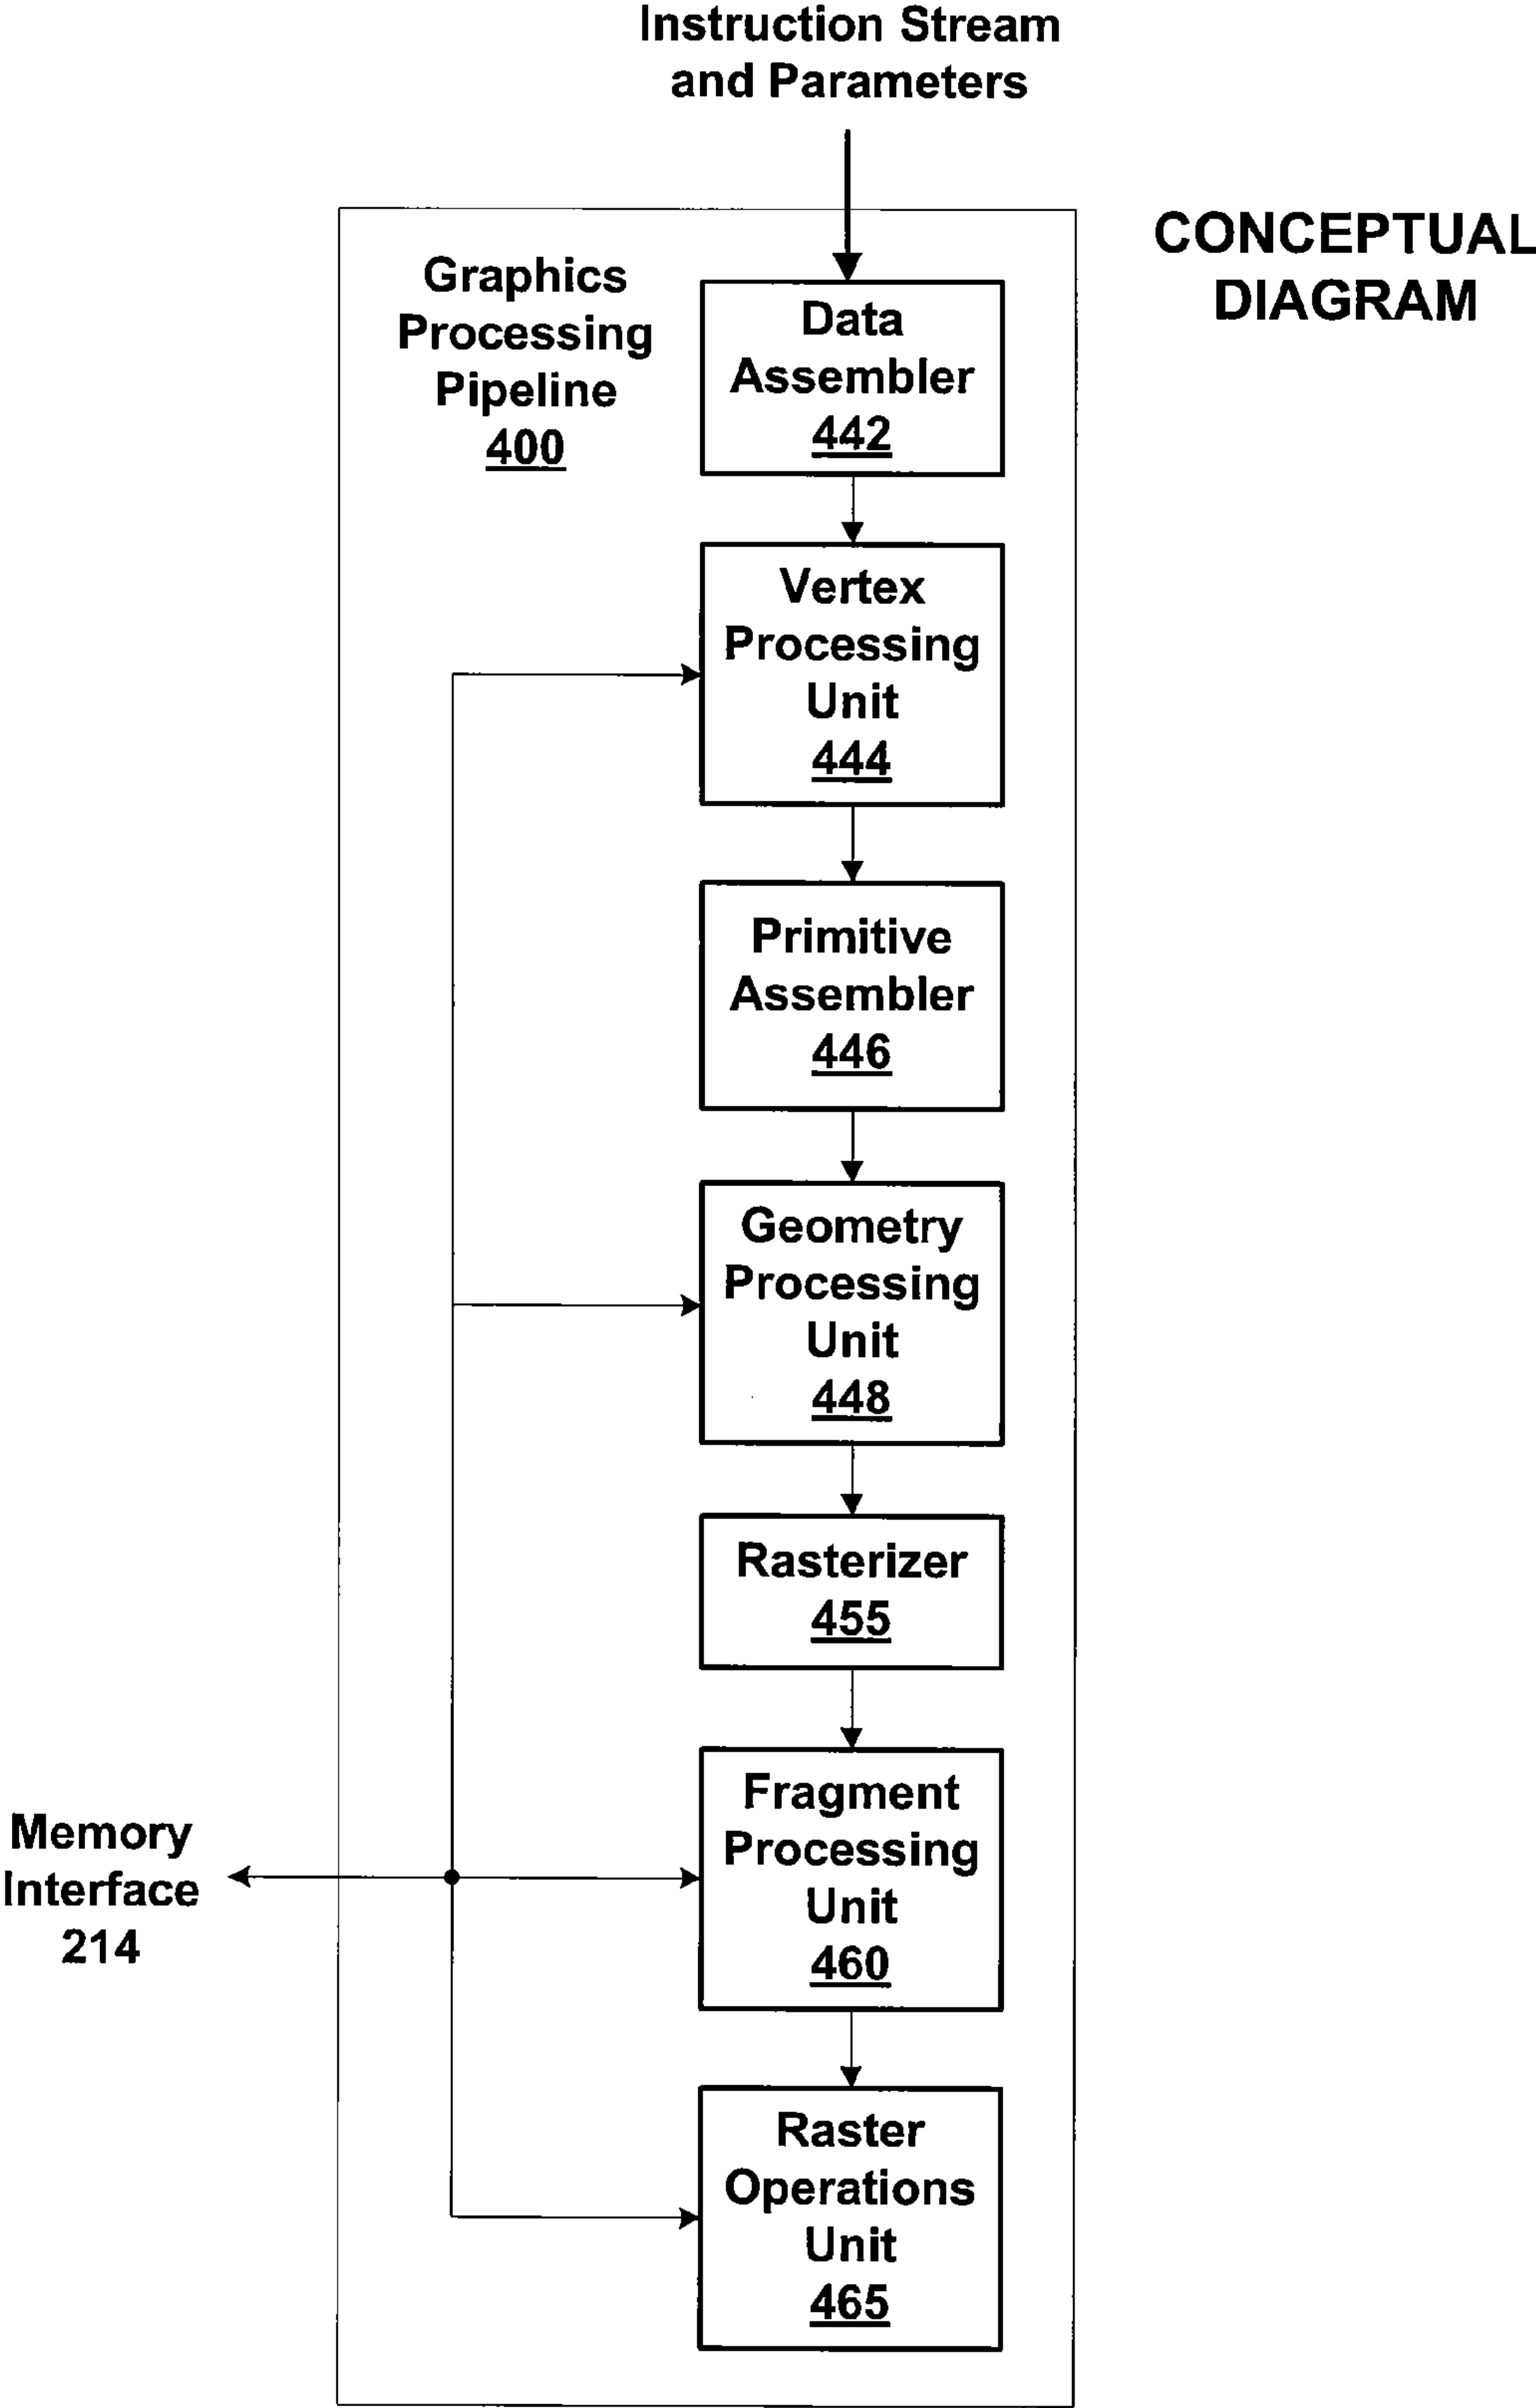 Instruction Stream
and Parameters
CONCEPTUAL
DIAGRAM
Graphics
Processing
Pipeline
400
Data
Assembler
442
Vertex
Processing
Unit
444
Primitive
Assembler
446
Geometry
Processing
Unit
448
Rasterizer
455
Fragment
Processing
Unit
460
Memory
Interface
214
Raster
Operations
Unit
465